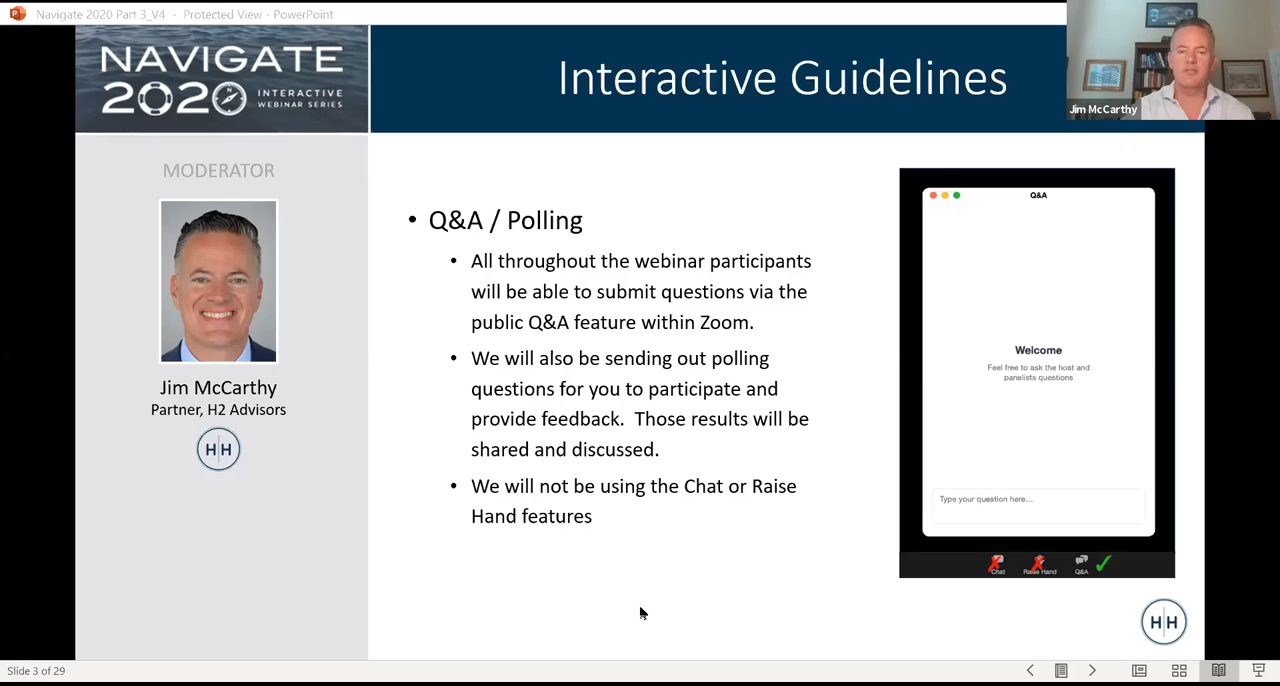 Navigate 2020 Part 3_V4 - Protected View - PowerPoint
NAVIGATE
2020 INTERACTIVE
WEBINAR SERIES
Interactive Guidelines
Jim McCarthy
MODERATOR
Jim McCarthy
Partner, H2 Advisors
H|H
• Q&A / Polling
• All throughout the webinar participants
will be able to submit questions via the
public Q&A feature within Zoom.
• We will also be sending out polling
questions for you to participate and
provide feedback. Those results will be
shared and discussed.
• We will not be using the Chat or Raise
Hand features
Q&A
Welcome
Feel free to ask the host and
panelists questions
Type your question here...
Chat Raise Hand Q&A
H|H
Slide 3 of 29